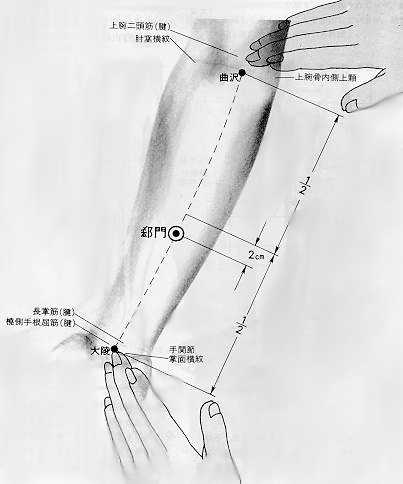 上腕二頭筋(腱)
肘窩横紋
曲沢
上腕骨内側上顆
1/2
郄門
2cm
1/2
長掌筋(腱)
橈側手根屈筋(腱)
大陵
手関節
掌面横紋